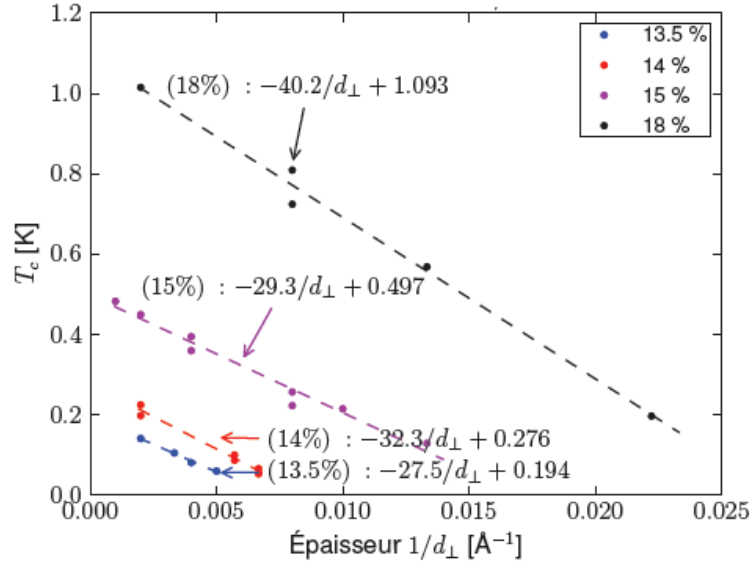 1.2
1.0
0.8
0.6
0.4
0.2
0.0
T_c [K]
13.5 %
14 %
15 %
18 %
(18%) : −40.2/d⊥ + 1.093
(15%) : −29.3/d⊥ + 0.497
(14%) : −32.3/d⊥ + 0.276
(13.5%) : −27.5/d⊥ + 0.194
0.000 0.005 0.010 0.015 0.020 0.025
Épaisseur 1/d⊥ [Å⁻¹]